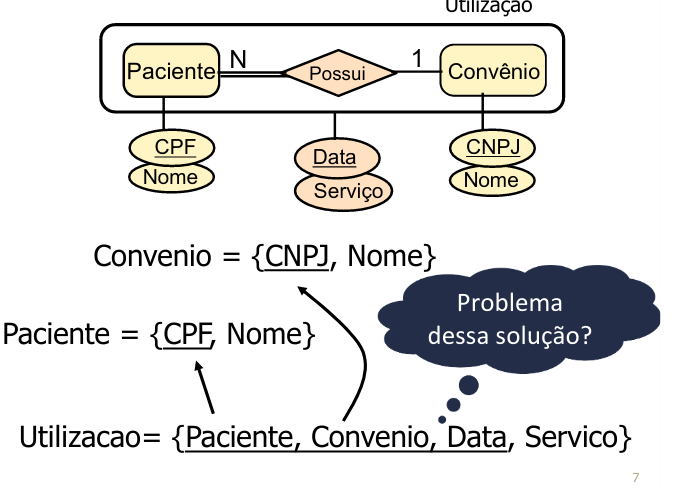 Utilização
Paciente N Possui 1 Convênio
CPF Data CNPJ
Nome Serviço Nome
Convenio = {CNPJ, Nome}
Problema
dessa solução?
Paciente = {CPF, Nome}
Utilizacao= {Paciente, Convenio, Data, Servico}
7